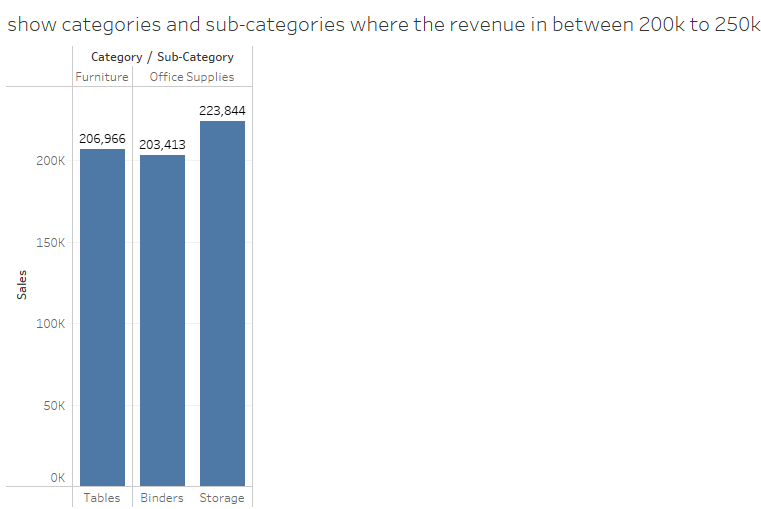 show categories and sub-categories where the revenue in between 200k to 250k
Category / Sub-Category
Furniture Office Supplies
223,844
206,966 203,413
200K
150K
Sales
100K
50K
0K
Tables Binders Storage